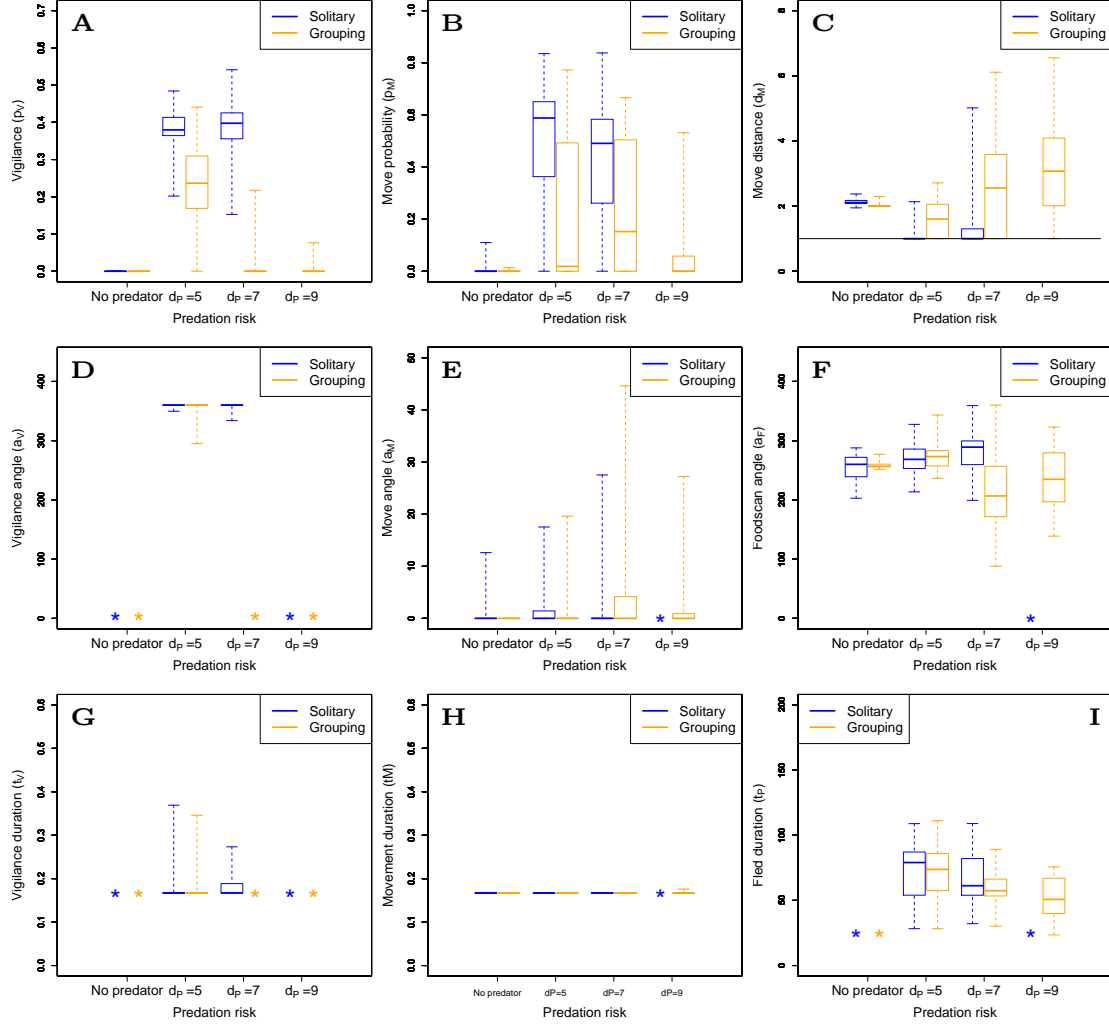 A
Solitary
Grouping
Vigilance (pV)
0.0 0.1 0.2 0.3 0.4 0.5 0.6 0.7
No predator dP =5 dP =7 dP =9
Predation risk
B
Solitary
Grouping
Move probability (pM)
0.0 0.2 0.4 0.6 0.8 1.0
No predator dP =5 dP =7 dP =9
Predation risk
C
Solitary
Grouping
Move distance (dM)
0 2 4 6 8
No predator dP =5 dP =7 dP =9
Predation risk
D
Solitary
Grouping
Vigilance angle (aV)
0 100 200 300 400
* * * * *
No predator dP =5 dP =7 dP =9
Predation risk
E
Solitary
Grouping
Move angle (aM)
0 10 20 30 40 50 60
*
No predator dP =5 dP =7 dP =9
Predation risk
F
Solitary
Grouping
Foodscan angle (aF)
0 100 200 300 400
*
No predator dP =5 dP =7 dP =9
Predation risk
G
Solitary
Grouping
Vigilance duration (tV)
0.0 0.1 0.2 0.3 0.4 0.5 0.6
* * * * *
No predator dP =5 dP =7 dP =9
Predation risk
H
Solitary
Grouping
Movement duration (tM)
0.0 0.1 0.2 0.3 0.4 0.5 0.6
*
No predator dP=5 dP=7 dP=9
Predation risk
I
Solitary
Grouping
Fled duration (tP)
0 50 100 150 200
* * *
No predator dP =5 dP =7 dP =9
Predation risk